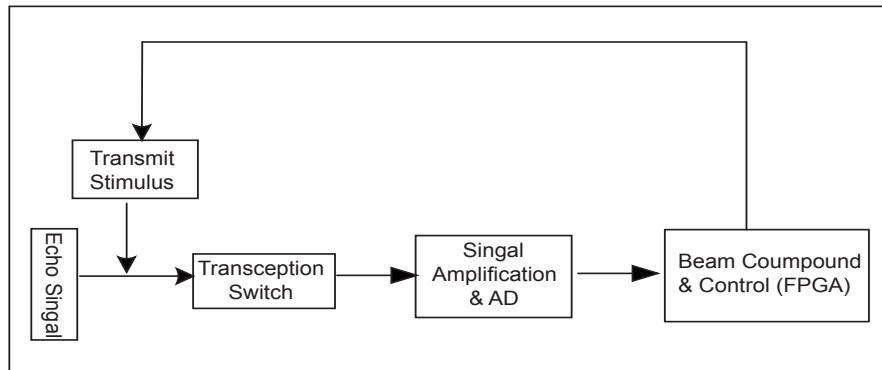 Transmit
Stimulus
Echo Singal
Transception
Switch
Singal
Amplification
& AD
Beam Coumpound
& Control (FPGA)